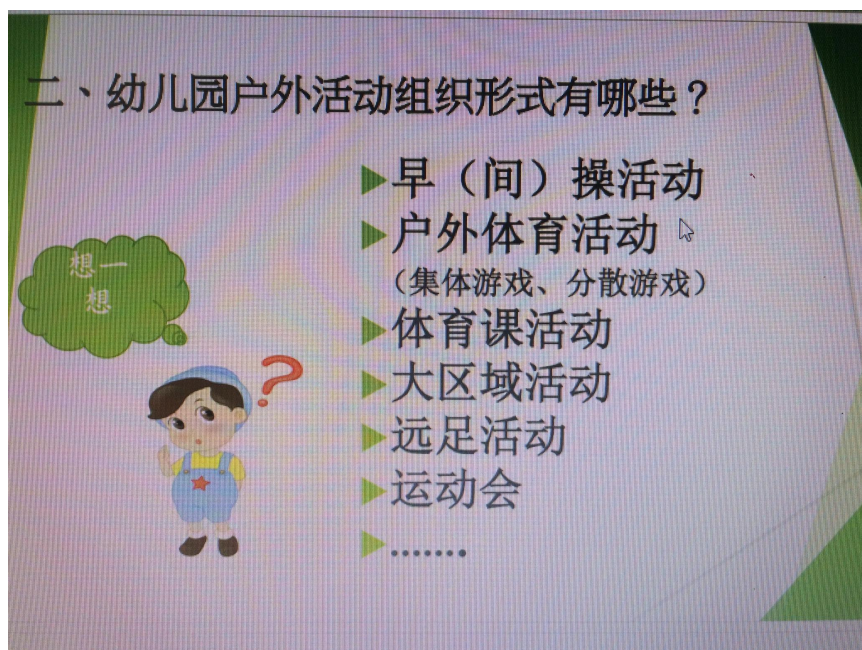 二、幼儿园户外活动组织形式有哪些？
早（间）操活动
户外体育活动
（集体游戏、分散游戏）
体育课活动
大区域活动
远足活动
运动会
.......
想一
想
？